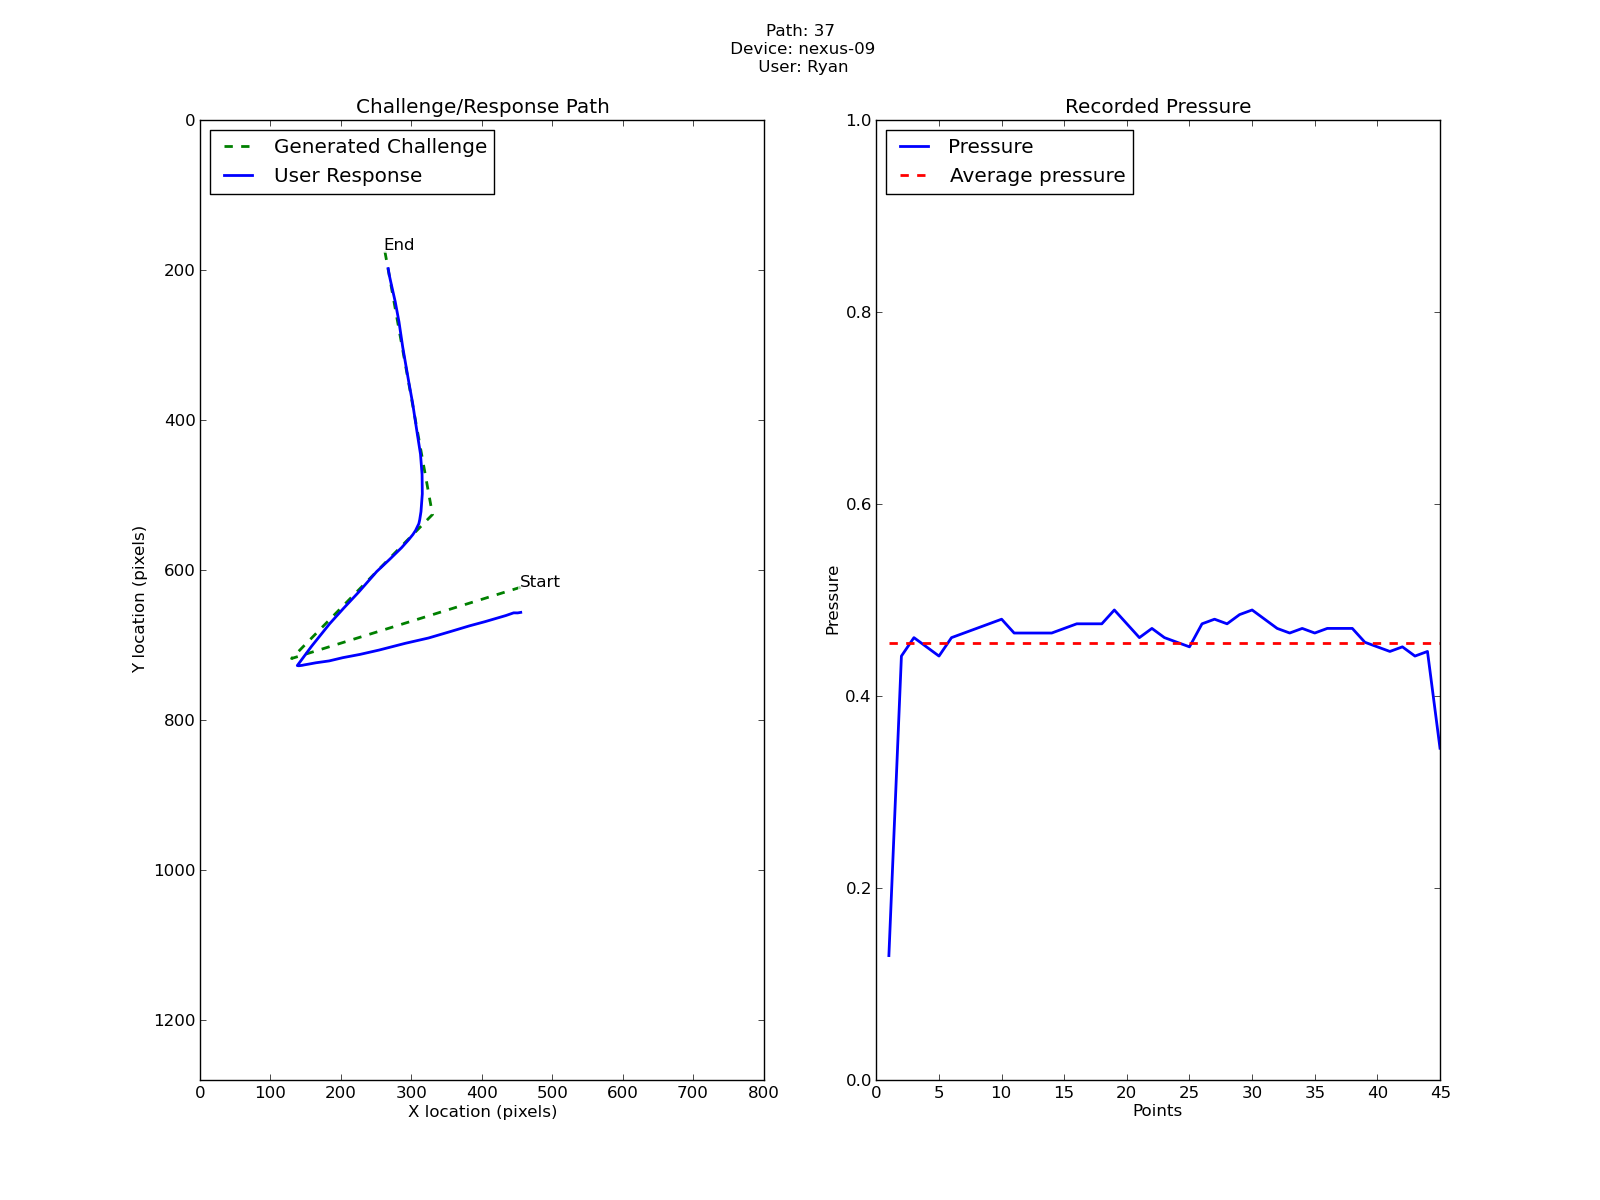 Path: 37
Device: nexus-09
User: Ryan
Challenge/Response Path
Generated Challenge
User Response
End
Start
0
200
400
600
800
1000
1200
Y location (pixels)
0 100 200 300 400 500 600 700 800
X location (pixels)
Recorded Pressure
Pressure
Average pressure
1.0
0.8
0.6
0.4
0.2
0.0
Pressure
0 5 10 15 20 25 30 35 40 45
Points